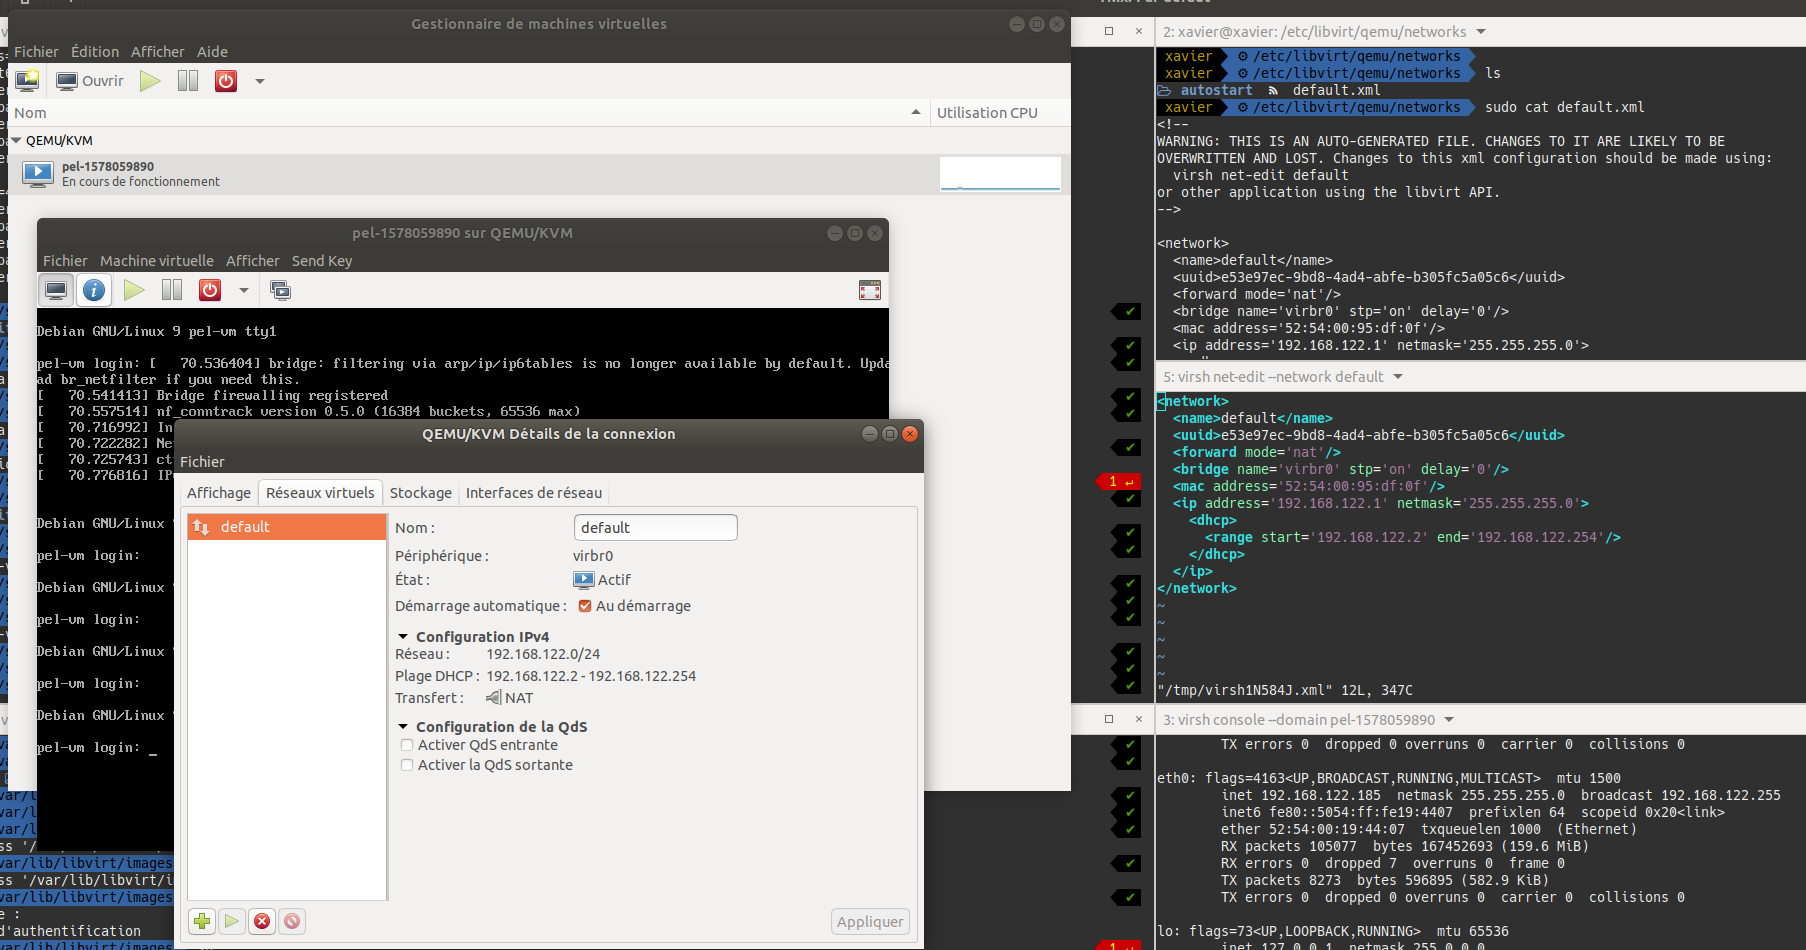 Gestionnaire de machines virtuelles
Fichier Édition Afficher Aide
Ouvrir
Nom
Utilisation CPU
QEMU/KVM
pel-1578059890
En cours de fonctionnement
pel-1578059890 sur QEMU/KVM
Fichier Machine virtuelle Afficher Send Key
Debian GNU/Linux 9 pel-vm tty1
pel-vm login: [ 70.536404] bridge: filtering via arp/ip/ip6tables is no longer available by default. Upda
ad br_netfilter if you need this.
[ 70.541413] Bridge firewalling registered
[ 70.557514] nf_conntrack version 0.5.0 (16384 buckets, 65536 max)
[ 70.716992] In
[ 70.722282] Ne
[ 70.725743] ct
[ 70.776816] IP
Debian GNU/Linux
pel-vm login:
Debian GNU/Linux
pel-vm login:
Debian GNU/Linux
pel-vm login:
Debian GNU/Linux
pel-vm login: _
QEMU/KVM Détails de la connexion
Fichier
Affichage Réseaux virtuels Stockage Interfaces de réseau
default
Nom : default
Périphérique : virbr0
État : Actif
Démarrage automatique : Au démarrage
Configuration IPv4
Réseau : 192.168.122.0/24
Plage DHCP : 192.168.122.2 - 192.168.122.254
Transfert : NAT
Configuration de la QdS
Activer QdS entrante
Activer la QdS sortante
Appliquer
var/lib/libvirt/images
ss '/var/lib/libvirt/i
var/lib/libvirt/images
e :
d'authentification
var/lib/libvirt/images
1
1
2: xavier@xavier: /etc/libvirt/qemu/networks
xavier /etc/libvirt/qemu/networks
xavier /etc/libvirt/qemu/networks ls
autostart default.xml
xavier /etc/libvirt/qemu/networks sudo cat default.xml
<!--
WARNING: THIS IS AN AUTO-GENERATED FILE. CHANGES TO IT ARE LIKELY TO BE
OVERWRITTEN AND LOST. Changes to this xml configuration should be made using:
virsh net-edit default
or other application using the libvirt API.
-->
<network>
<name>default</name>
<uuid>e53e97ec-9bd8-4ad4-abfe-b305fc5a05c6</uuid>
<forward mode='nat'/>
<bridge name='virbr0' stp='on' delay='0'/>
<mac address='52:54:00:95:df:0f'/>
<ip address='192.168.122.1' netmask='255.255.255.0'>
5: virsh net-edit --network default
<network>
<name>default</name>
<uuid>e53e97ec-9bd8-4ad4-abfe-b305fc5a05c6</uuid>
<forward mode='nat'/>
<bridge name='virbr0' stp='on' delay='0'/>
<mac address='52:54:00:95:df:0f'/>
<ip address='192.168.122.1' netmask='255.255.255.0'>
<dhcp>
<range start='192.168.122.2' end='192.168.122.254'/>
</dhcp>
</ip>
</network>
~
~
~
~
~
"/tmp/virsh1N584J.xml" 12L, 347C
3: virsh console --domain pel-1578059890
TX errors 0 dropped 0 overruns 0 carrier 0 collisions 0
eth0: flags=4163<UP,BROADCAST,RUNNING,MULTICAST> mtu 1500
inet 192.168.122.185 netmask 255.255.255.0 broadcast 192.168.122.255
inet6 fe80::5054:ff:fe19:4407 prefixlen 64 scopeid 0x20<link>
ether 52:54:00:19:44:07 txqueuelen 1000 (Ethernet)
RX packets 105077 bytes 167452693 (159.6 MiB)
RX errors 0 dropped 7 overruns 0 frame 0
TX packets 8273 bytes 596895 (582.9 KiB)
TX errors 0 dropped 0 overruns 0 carrier 0 collisions 0
lo: flags=73<UP,LOOPBACK,RUNNING> mtu 65536
inet 127.0.0.1 netmask 255.0.0.0